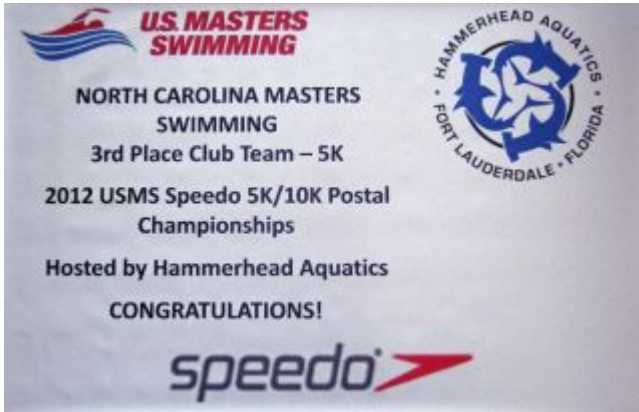 U.S. MASTERS
SWIMMING
HAMMERHEAD AQUATICS • FORT LAUDERDALE • FLORIDA •
NORTH CAROLINA MASTERS
SWIMMING
3rd Place Club Team – 5K
2012 USMS Speedo 5K/10K Postal
Championships
Hosted by Hammerhead Aquatics
CONGRATULATIONS!
speedo